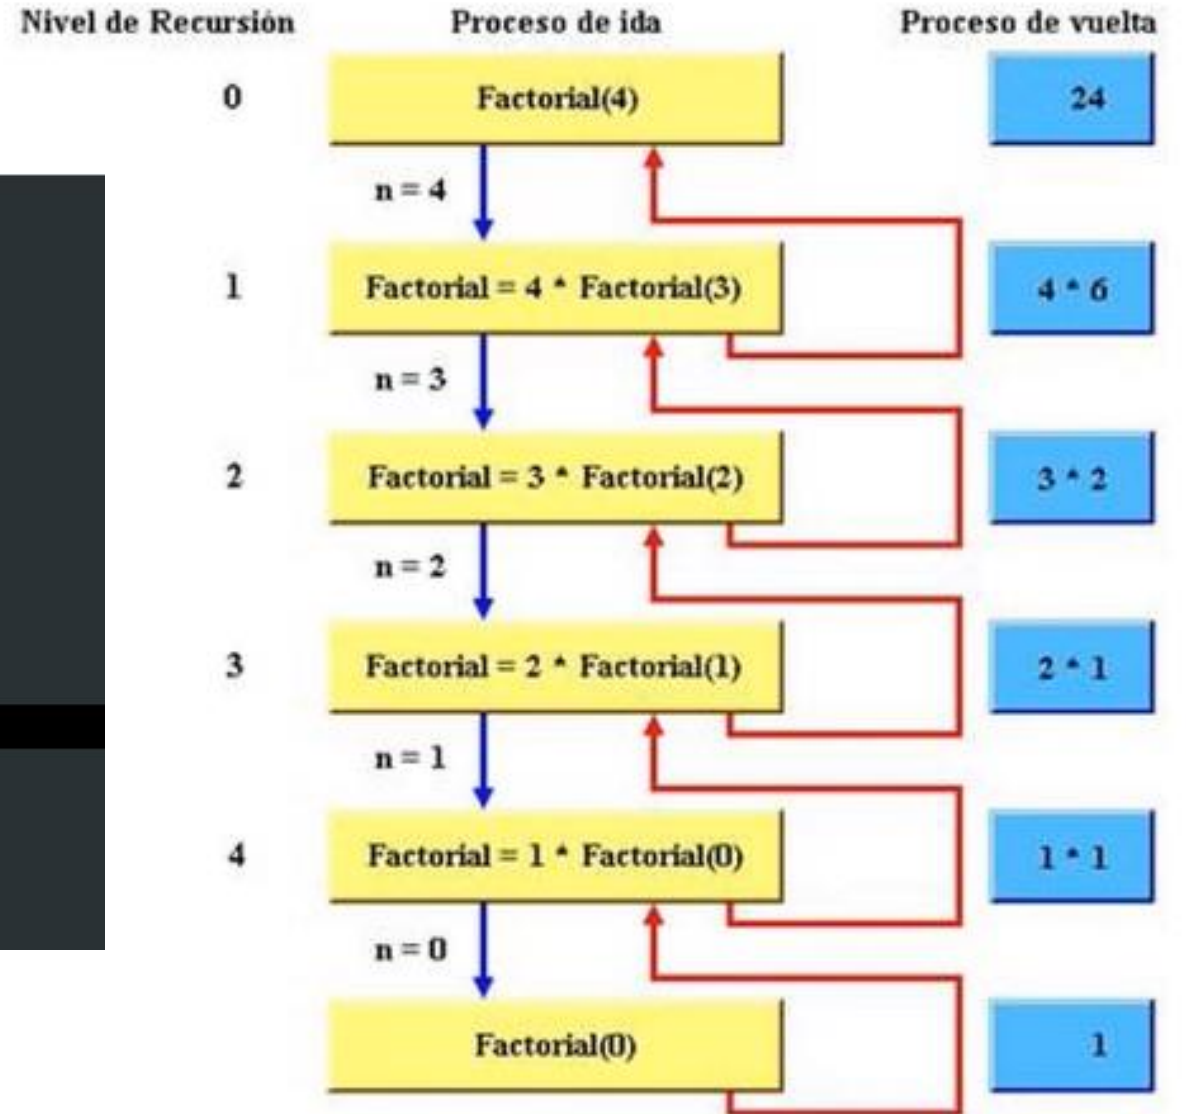 Nivel de Recursión Proceso de ida Proceso de vuelta
0 Factorial(4) 24
n = 4
1 Factorial = 4 * Factorial(3) 4 * 6
n = 3
2 Factorial = 3 * Factorial(2) 3 * 2
n = 2
3 Factorial = 2 * Factorial(1) 2 * 1
n = 1
4 Factorial = 1 * Factorial(0) 1 * 1
n = 0
Factorial(0) 1